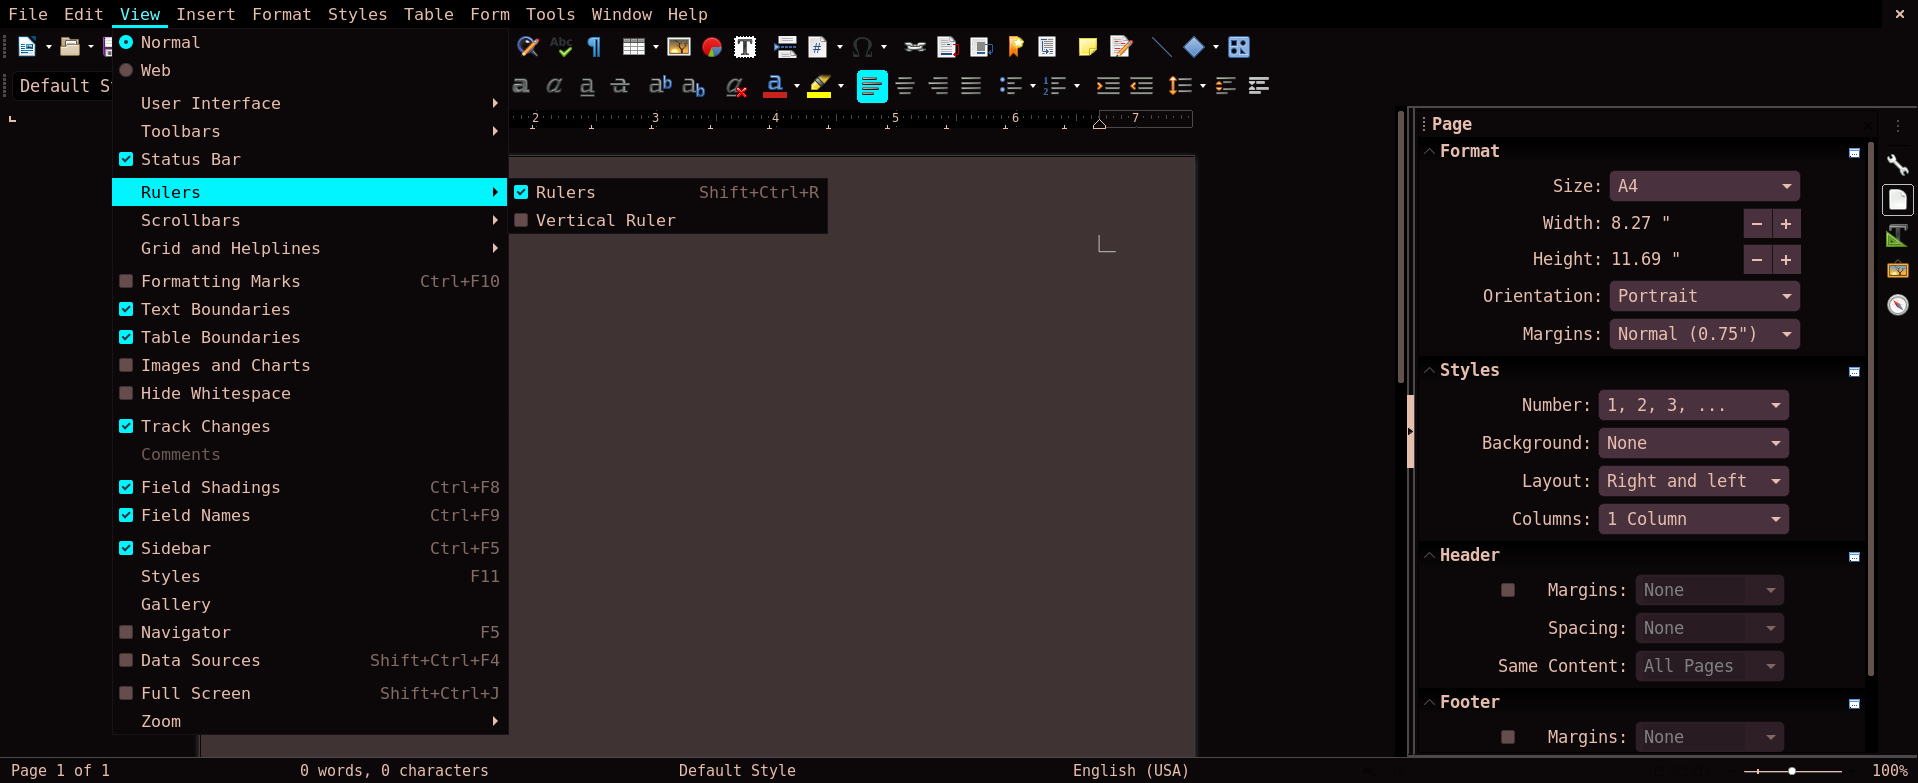 File Edit View Insert Format Styles Table Form Tools Window Help
Normal
Web
User Interface
Toolbars
Status Bar
Rulers
Scrollbars
Grid and Helplines
Formatting Marks Ctrl+F10
Text Boundaries
Table Boundaries
Images and Charts
Hide Whitespace
Track Changes
Comments
Field Shadings Ctrl+F8
Field Names Ctrl+F9
Sidebar Ctrl+F5
Styles F11
Gallery
Navigator F5
Data Sources Shift+Ctrl+F4
Full Screen Shift+Ctrl+J
Zoom
Rulers Shift+Ctrl+R
Vertical Ruler
Default
2 3 4 5 6 7
Page
Format
Size: A4
Width: 8.27 "
Height: 11.69 "
Orientation: Portrait
Margins: Normal (0.75")
Styles
Number: 1, 2, 3, ...
Background: None
Layout: Right and left
Columns: 1 Column
Header
Margins: None
Spacing: None
Same Content: All Pages
Footer
Margins: None
Page 1 of 1 0 words, 0 characters Default Style English (USA) 100%